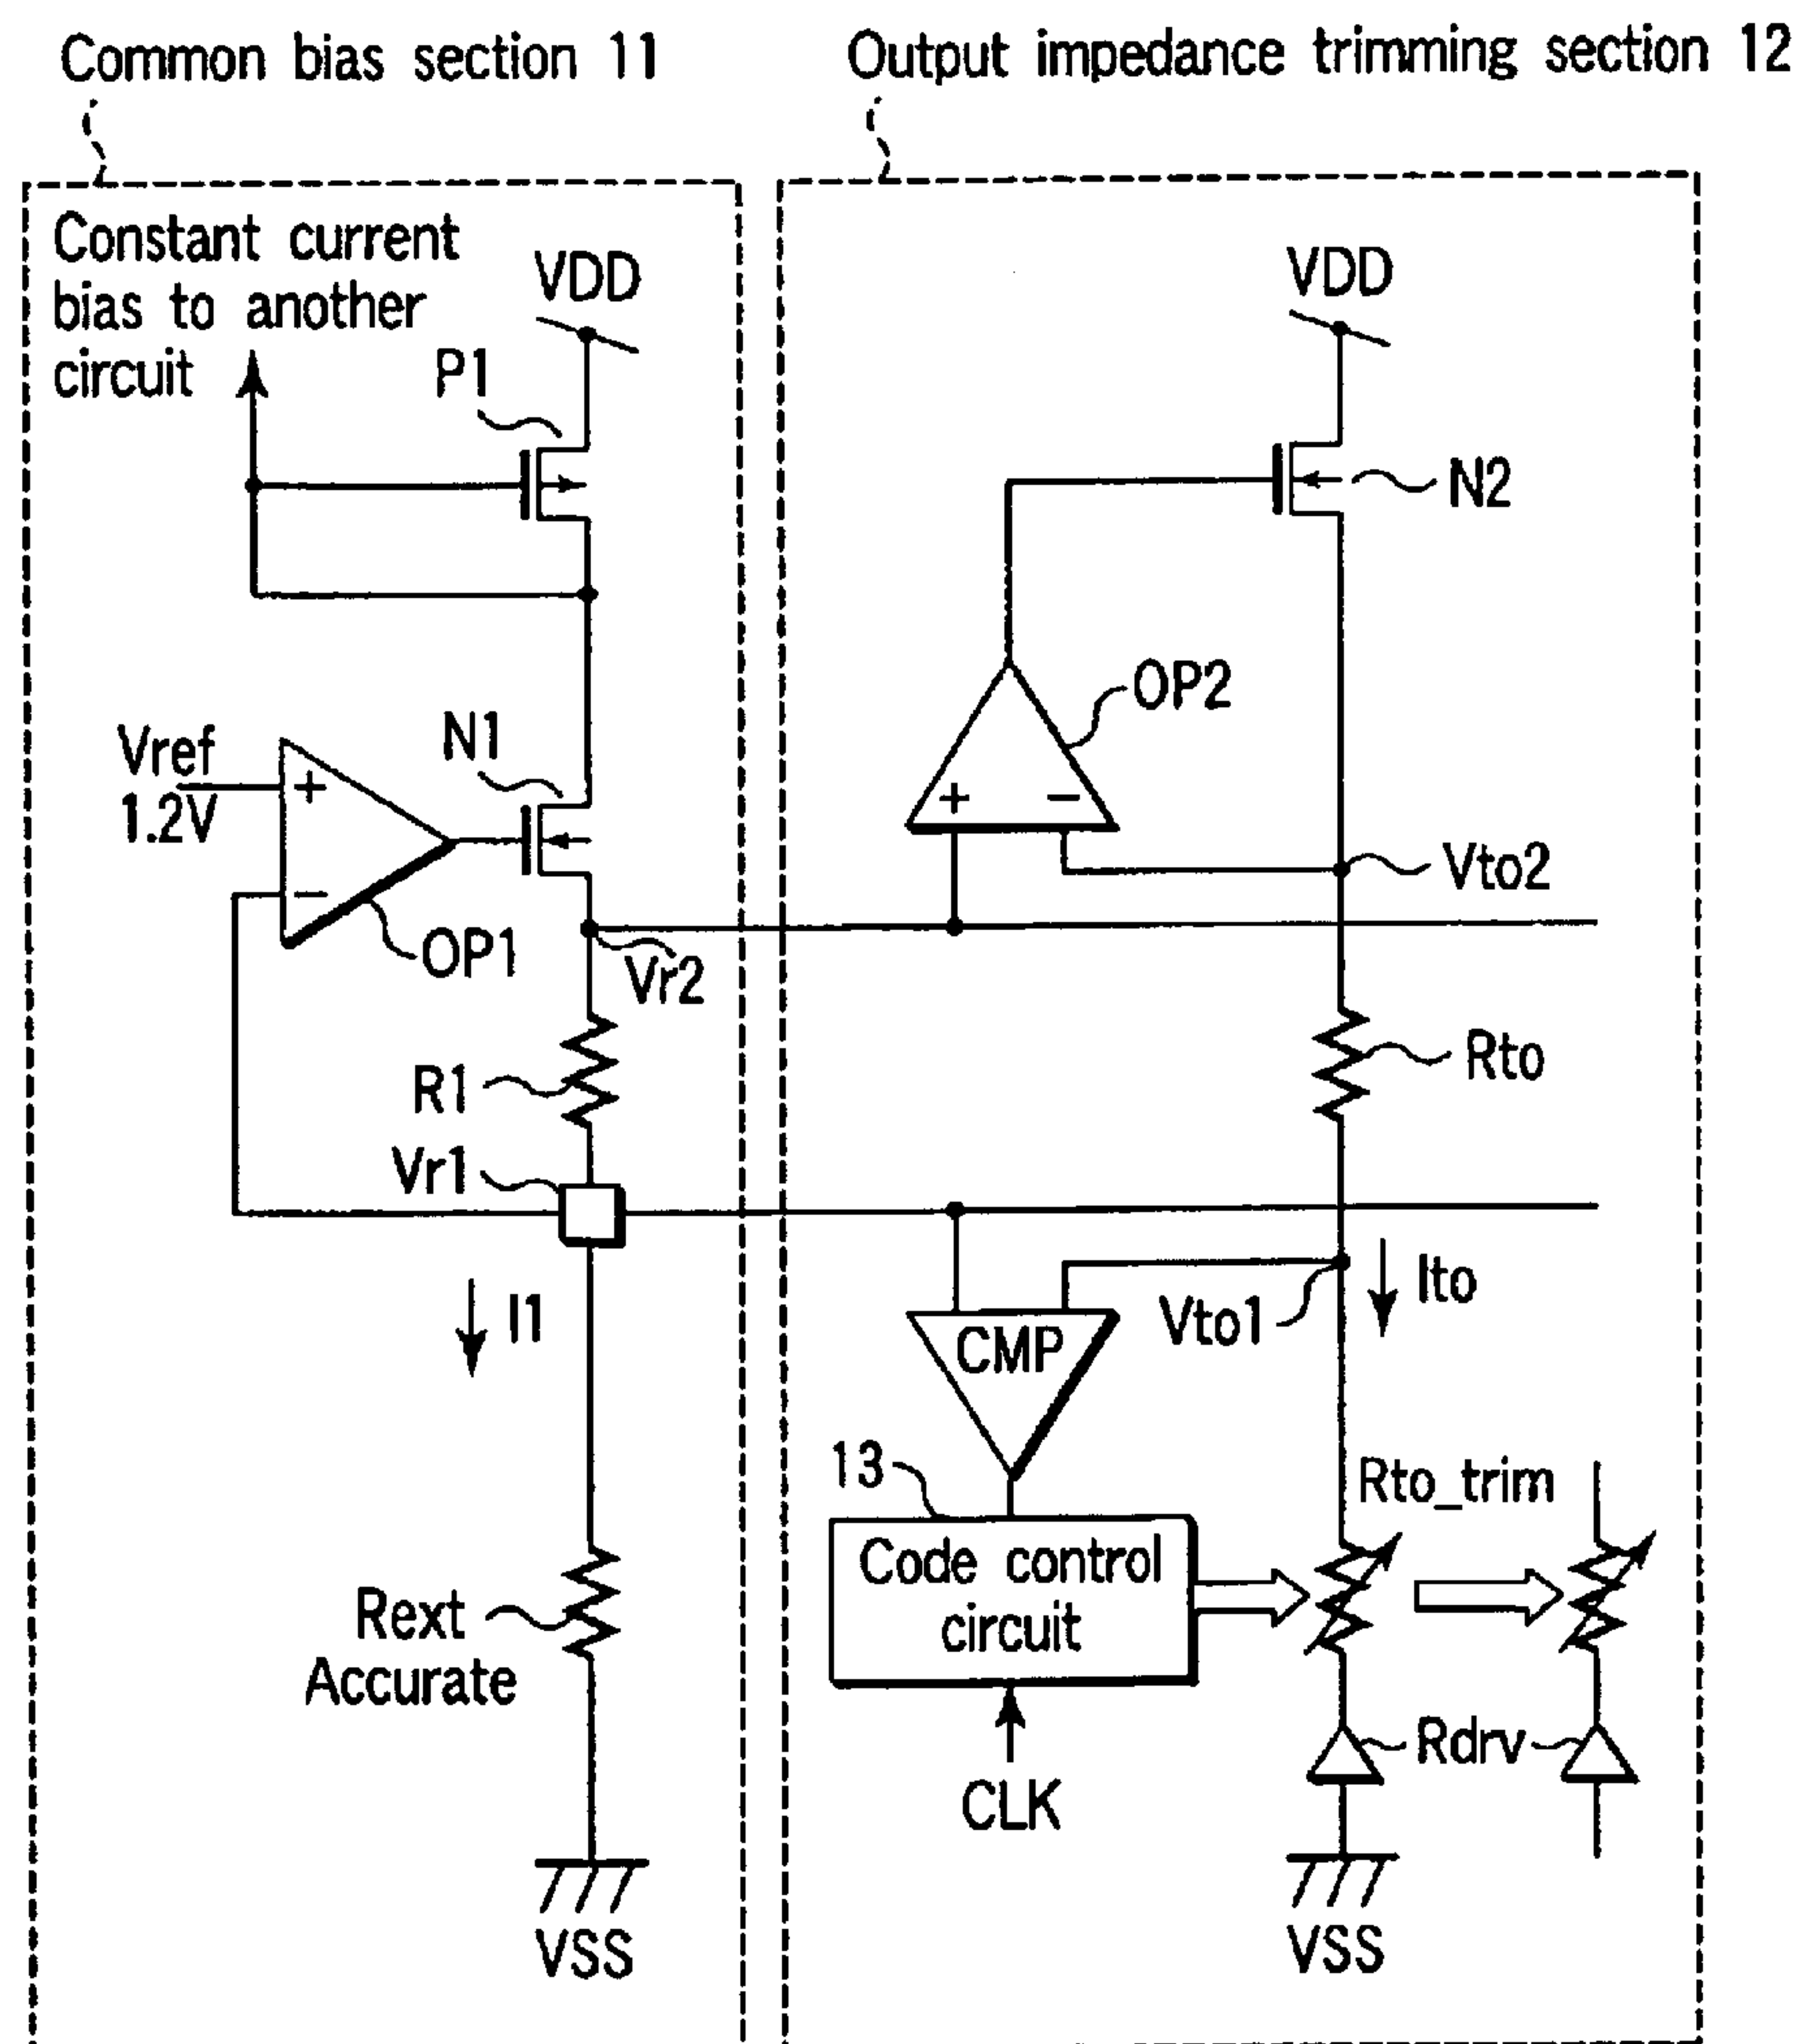 Common bias section 11
Output impedance trimming section 12
Constant current
bias to another
circuit
VDD
P1
Vref
1.2V
+
−
N1
OP1
Vr2
R1
Vr1
I1
Rext
Accurate
VSS
VDD
N2
OP2
+ −
Vto2
Rto
Ito
Vto1
CMP
13
Code control
circuit
CLK
Rto_trim
Rdrv
VSS